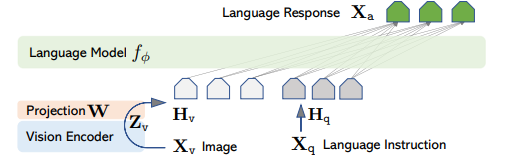 Language Response X_a
Language Model f_ϕ
Projection W
H_v
H_q
Z_v
Vision Encoder
X_v Image
X_q Language Instruction